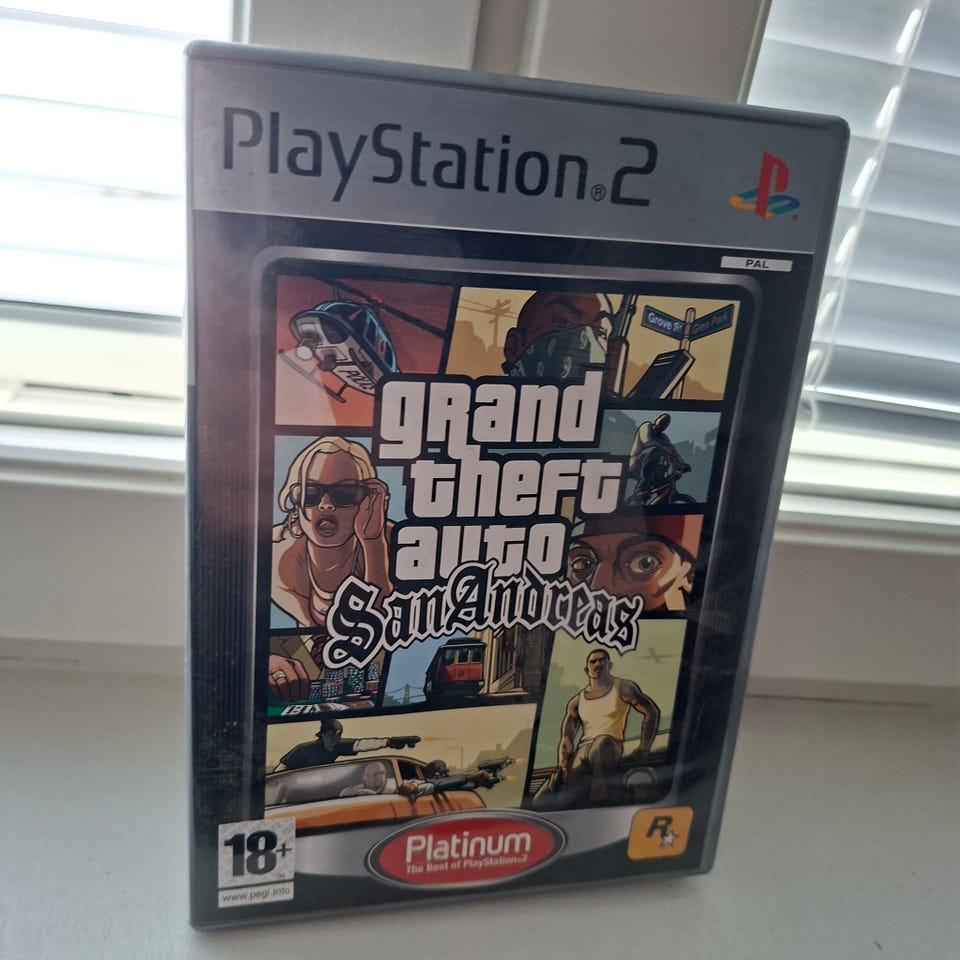 PlayStation®2
PAL
Grove St
Glen Park
grand
theft
auto
San Andreas
18+
www.pegi.info
Platinum
The Best of PlayStation®2
R